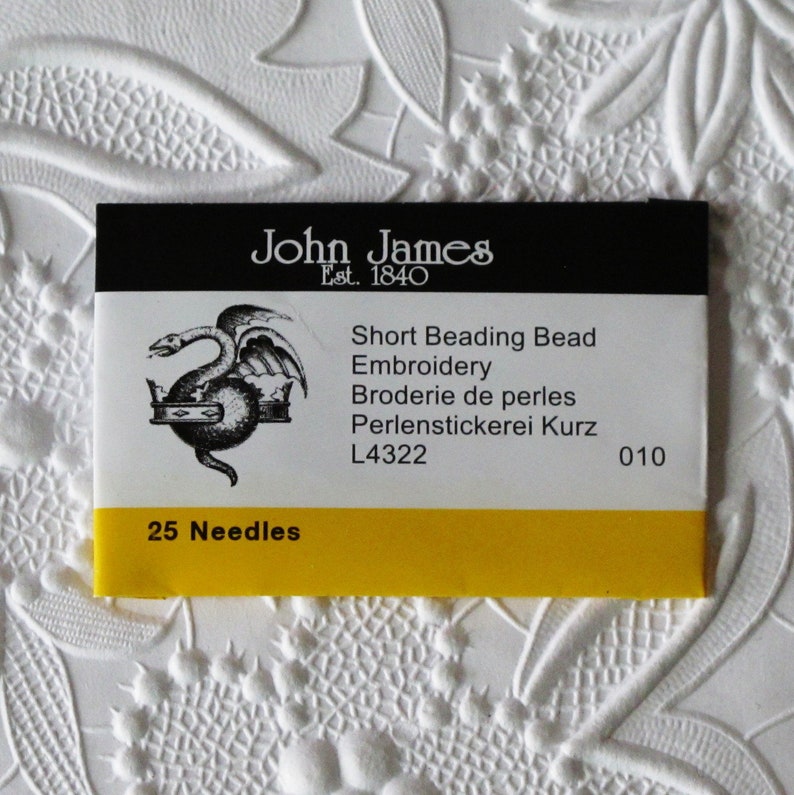 John James
Est. 1840
Short Beading Bead
Embroidery
Broderie de perles
Perlenstickerei Kurz
L4322 010
25 Needles